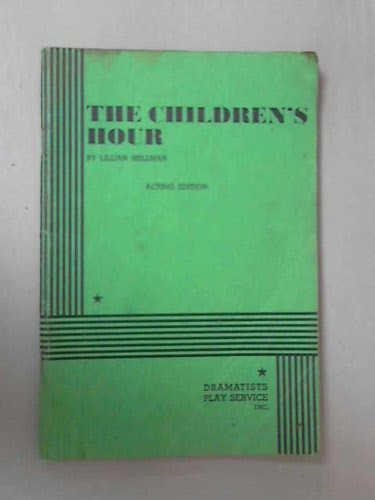 THE CHILDREN'S
HOUR
BY LILLIAN HELLMAN
ACTING EDITION
DRAMATISTS
PLAY SERVICE
INC.